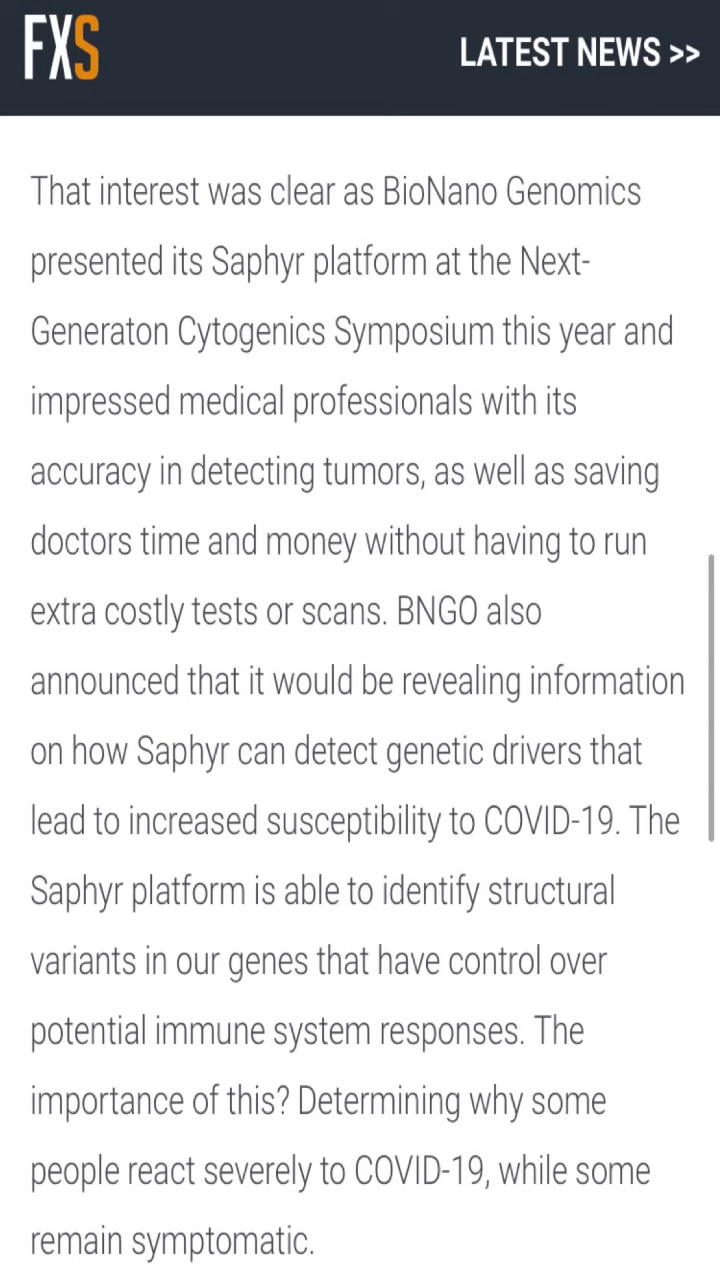 FXS
LATEST NEWS >>
That interest was clear as BioNano Genomics
presented its Saphyr platform at the Next-
Generaton Cytogenics Symposium this year and
impressed medical professionals with its
accuracy in detecting tumors, as well as saving
doctors time and money without having to run
extra costly tests or scans. BNGO also
announced that it would be revealing information
on how Saphyr can detect genetic drivers that
lead to increased susceptibility to COVID-19. The
Saphyr platform is able to identify structural
variants in our genes that have control over
potential immune system responses. The
importance of this? Determining why some
people react severely to COVID-19, while some
remain symptomatic.